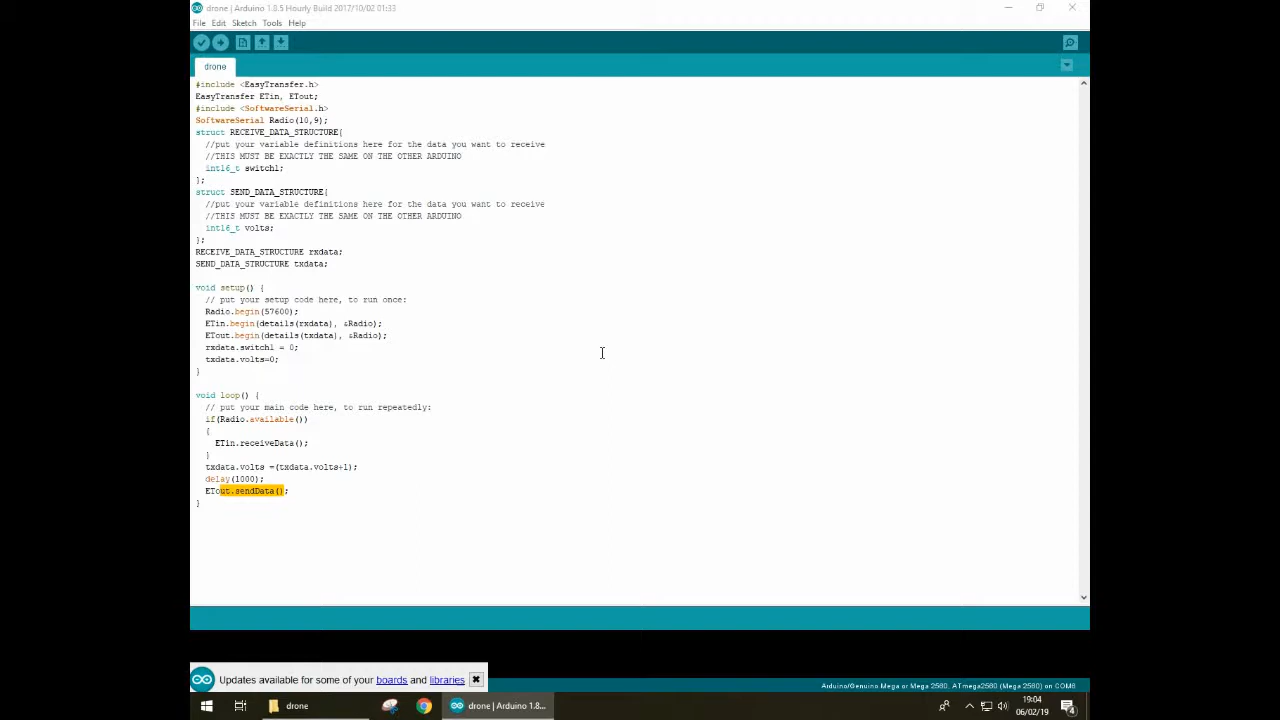 drone | Arduino 1.8.5 Hourly Build 2017/10/02 01:33
File Edit Sketch Tools Help
drone
#include <EasyTransfer.h>
EasyTransfer ETin, ETout;
#include <SoftwareSerial.h>
SoftwareSerial Radio(10,9);
struct RECEIVE_DATA_STRUCTURE{
//put your variable definitions here for the data you want to receive
//THIS MUST BE EXACTLY THE SAME ON THE OTHER ARDUINO
int16_t switch1;
};
struct SEND_DATA_STRUCTURE{
//put your variable definitions here for the data you want to receive
//THIS MUST BE EXACTLY THE SAME ON THE OTHER ARDUINO
int16_t volts;
};
RECEIVE_DATA_STRUCTURE rxdata;
SEND_DATA_STRUCTURE txdata;
void setup() {
// put your setup code here, to run once:
Radio.begin(57600);
ETin.begin(details(rxdata), &Radio);
ETout.begin(details(txdata), &Radio);
rxdata.switch1 = 0;
txdata.volts=0;
}
void loop() {
// put your main code here, to run repeatedly:
if(Radio.available())
{
ETin.receiveData();
}
txdata.volts =(txdata.volts+1);
delay(1000);
ETout.sendData();
}
Updates available for some of your boards and libraries
Arduino/Genuino Mega or Mega 2560, ATmega2560 (Mega 2560) on COM6
drone
drone | Arduino 1.8...
19:04
06/02/19
4